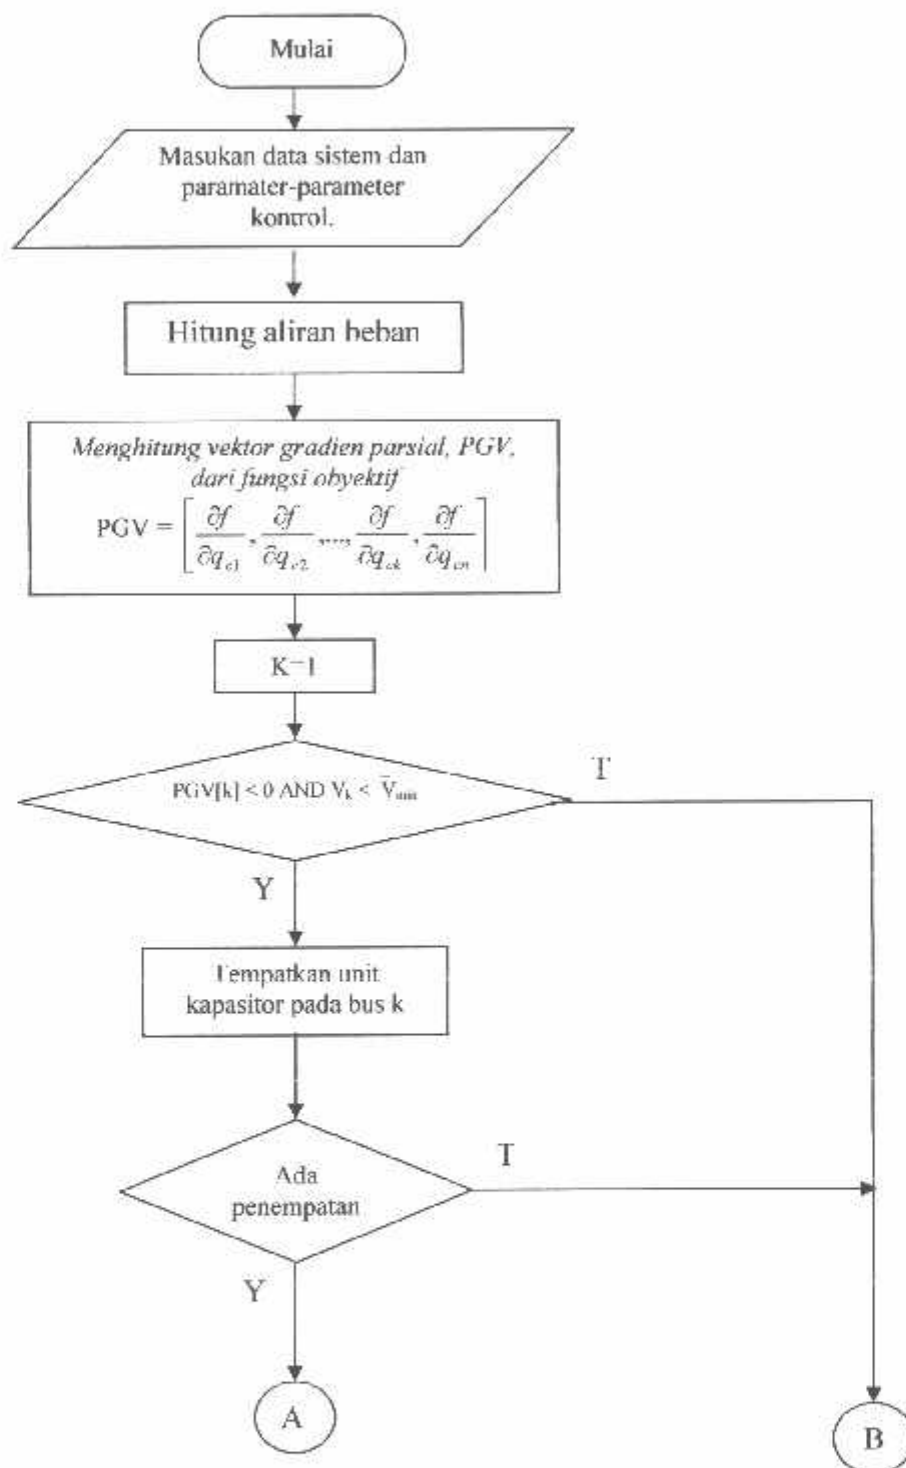 Mulai
Masukan data sistem dan
paramater-parameter
kontrol.
Hitung aliran beban
Menghitung vektor gradien parsial, PGV,
dari fungsi obyektif
PGV = [∂f/∂q_c1, ∂f/∂q_c2, ..., ∂f/∂q_ck, ∂f/∂q_cn]
K=1
PGV[k] < 0 AND V_k < V̅_min
T
Y
Tempatkan unit
kapasitor pada bus k
Ada
penempatan
T
Y
A
B